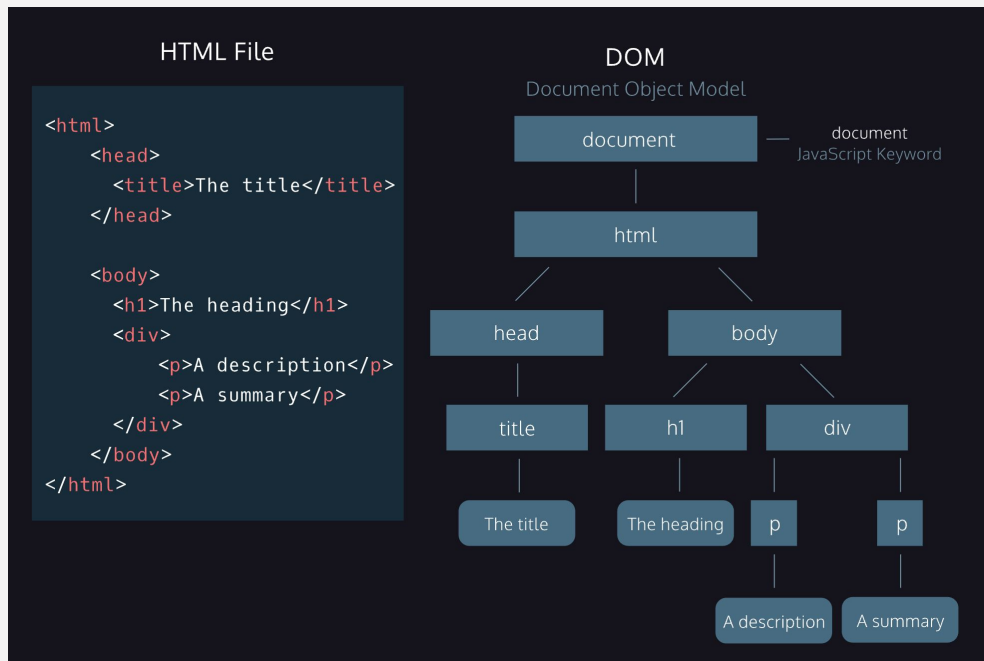 HTML File
<html>
<head>
<title>The title</title>
</head>
<body>
<h1>The heading</h1>
<div>
<p>A description</p>
<p>A summary</p>
</div>
</body>
</html>
DOM
Document Object Model
document
document
JavaScript Keyword
html
head
body
title
h1
div
The title
The heading
p
p
A description
A summary